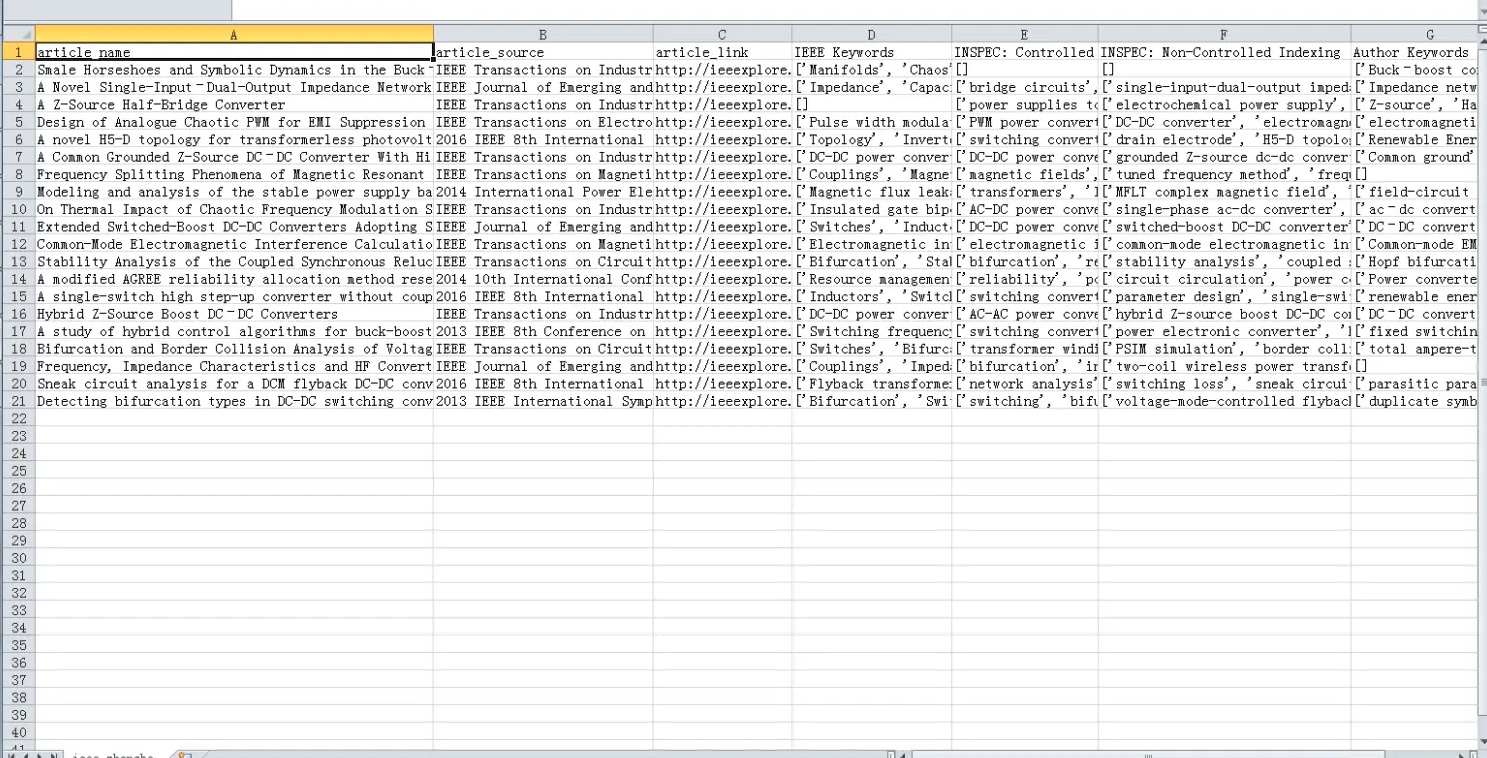 A B C D E F G
1 article_name article_source article_link IEEE Keywords INSPEC: Controlled INSPEC: Non-Controlled Indexing Author Keywords
2 Smale Horseshoes and Symbolic Dynamics in the Buck- IEEE Transactions on Industr http://ieeexplore. ['Manifolds', 'Chaos' [] [] ['Buck-boost co
3 A Novel Single-Input-Dual-Output Impedance Network IEEE Journal of Emerging and http://ieeexplore. ['Impedance', 'Capac ['bridge circuits', ['single-input-dual-output imped ['Impedance netw
4 A Z-Source Half-Bridge Converter IEEE Transactions on Industr http://ieeexplore. [] ['power supplies to ['electrochemical power supply', ['Z-source', 'Ha
5 Design of Analogue Chaotic PWM for EMI Suppression IEEE Transactions on Electro http://ieeexplore. ['Pulse width modula ['PWM power convert ['DC-DC converter', 'electromagn ['electromagneti
6 A novel H5-D topology for transformerless photovolt 2016 IEEE 8th International http://ieeexplore. ['Topology', 'Invert ['switching convert ['drain electrode', 'H5-D topolo ['Renewable Ener
7 A Common Grounded Z-Source DC-DC Converter With Hi IEEE Transactions on Industr http://ieeexplore. ['DC-DC power conver ['DC-DC power conve ['grounded Z-source dc-dc conver ['Common ground'
8 Frequency Splitting Phenomena of Magnetic Resonant IEEE Transactions on Industr http://ieeexplore. ['Couplings', 'Magne ['magnetic fields', ['tuned frequency method', 'freq []
9 Modeling and analysis of the stable power supply ba 2014 International Power Ele http://ieeexplore. ['Magnetic flux leak ['transformers', ['MFLT complex magnetic field', ['field-circuit
10 On Thermal Impact of Chaotic Frequency Modulation S IEEE Transactions on Industr http://ieeexplore. ['Insulated gate bip ['AC-DC power conve ['single-phase ac-dc converter', ['ac-dc convert
11 Extended Switched-Boost DC-DC Converters Adopting S IEEE Journal of Emerging and http://ieeexplore. ['Switches', 'Induct ['DC-DC power conve ['switched-boost DC-DC converter' ['DC-DC convert
12 Common-Mode Electromagnetic Interference Calculatio IEEE Transactions on Magneti http://ieeexplore. ['Electromagnetic in ['electromagnetic i ['common-mode electromagnetic in ['Common-mode EM
13 Stability Analysis of the Coupled Synchronous Reluc IEEE Transactions on Circuit http://ieeexplore. ['Bifurcation', 'Stal ['bifurcation', 're ['stability analysis', 'coupled ['Hopf bifurcati
14 A modified AGREE reliability allocation method rese 2014 10th International Conf http://ieeexplore. ['Resource managemen ['reliability', 'po ['circuit circulation', 'power c ['Power converte
15 A single-switch high step-up converter without coup 2016 IEEE 8th International http://ieeexplore. ['Inductors', 'Switcl ['switching convert ['parameter design', 'single-swi ['renewable ener
16 Hybrid Z-Source Boost DC-DC Converters IEEE Transactions on Industr http://ieeexplore. ['DC-DC power conver ['AC-AC power conve ['hybrid Z-source boost DC-DC co ['DC-DC convert
17 A study of hybrid control algorithms for buck-boost 2013 IEEE 8th Conference on http://ieeexplore. ['Switching frequenc ['switching convert ['power electronic converter', ['fixed switchin
18 Bifurcation and Border Collision Analysis of Voltag IEEE Transactions on Circuit http://ieeexplore. ['Switches', 'Bifurc ['transformer windi ['PSIM simulation', 'border coll ['total ampere-t
19 Frequency, Impedance Characteristics and HF Convert IEEE Journal of Emerging and http://ieeexplore. ['Couplings', 'Imped ['bifurcation', 'in ['two-coil wireless power transf []
20 Sneak circuit analysis for a DCM flyback DC-DC conv 2016 IEEE 8th International http://ieeexplore. ['Flyback transforme ['network analysis' ['switching loss', 'sneak circui ['parasitic para
21 Detecting bifurcation types in DC-DC switching conv 2013 IEEE International Symp http://ieeexplore. ['Bifurcation', 'Swi ['switching', 'bifu ['voltage-mode-controlled flybac ['duplicate symb
22
23
24
25
26
27
28
29
30
31
32
33
34
35
36
37
38
39
40
41